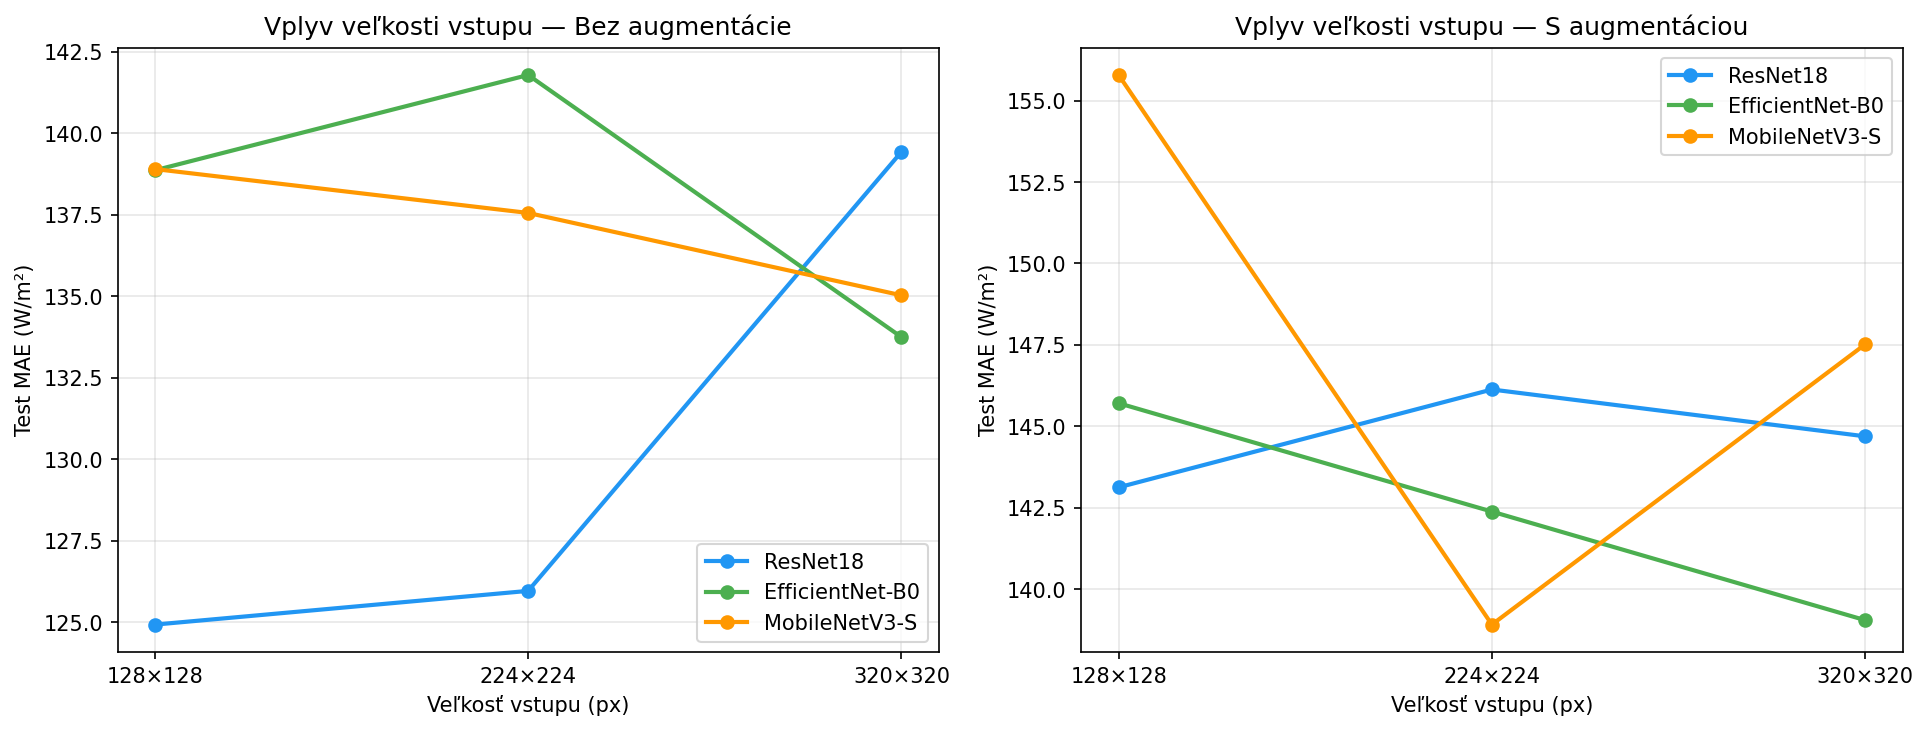 Vplyv veľkosti vstupu — Bez augmentácie
142.5
140.0
137.5
135.0
132.5
130.0
127.5
125.0
Test MAE (W/m²)
ResNet18
EfficientNet-B0
MobileNetV3-S
128×128
224×224
320×320
Veľkosť vstupu (px)
Vplyv veľkosti vstupu — S augmentáciou
155.0
152.5
150.0
147.5
145.0
142.5
140.0
Test MAE (W/m²)
ResNet18
EfficientNet-B0
MobileNetV3-S
128×128
224×224
320×320
Veľkosť vstupu (px)